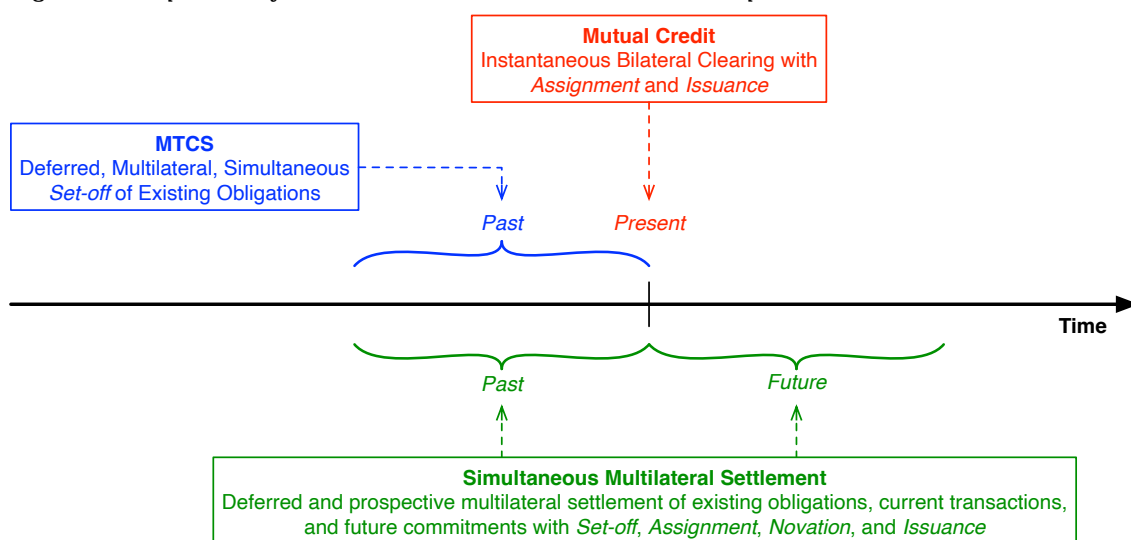 Mutual Credit
Instantaneous Bilateral Clearing with
Assignment and Issuance
MTCS
Deferred, Multilateral, Simultaneous
Set-off of Existing Obligations
Past
Present
Time
Past
Future
Simultaneous Multilateral Settlement
Deferred and prospective multilateral settlement of existing obligations, current transactions,
and future commitments with Set-off, Assignment, Novation, and Issuance